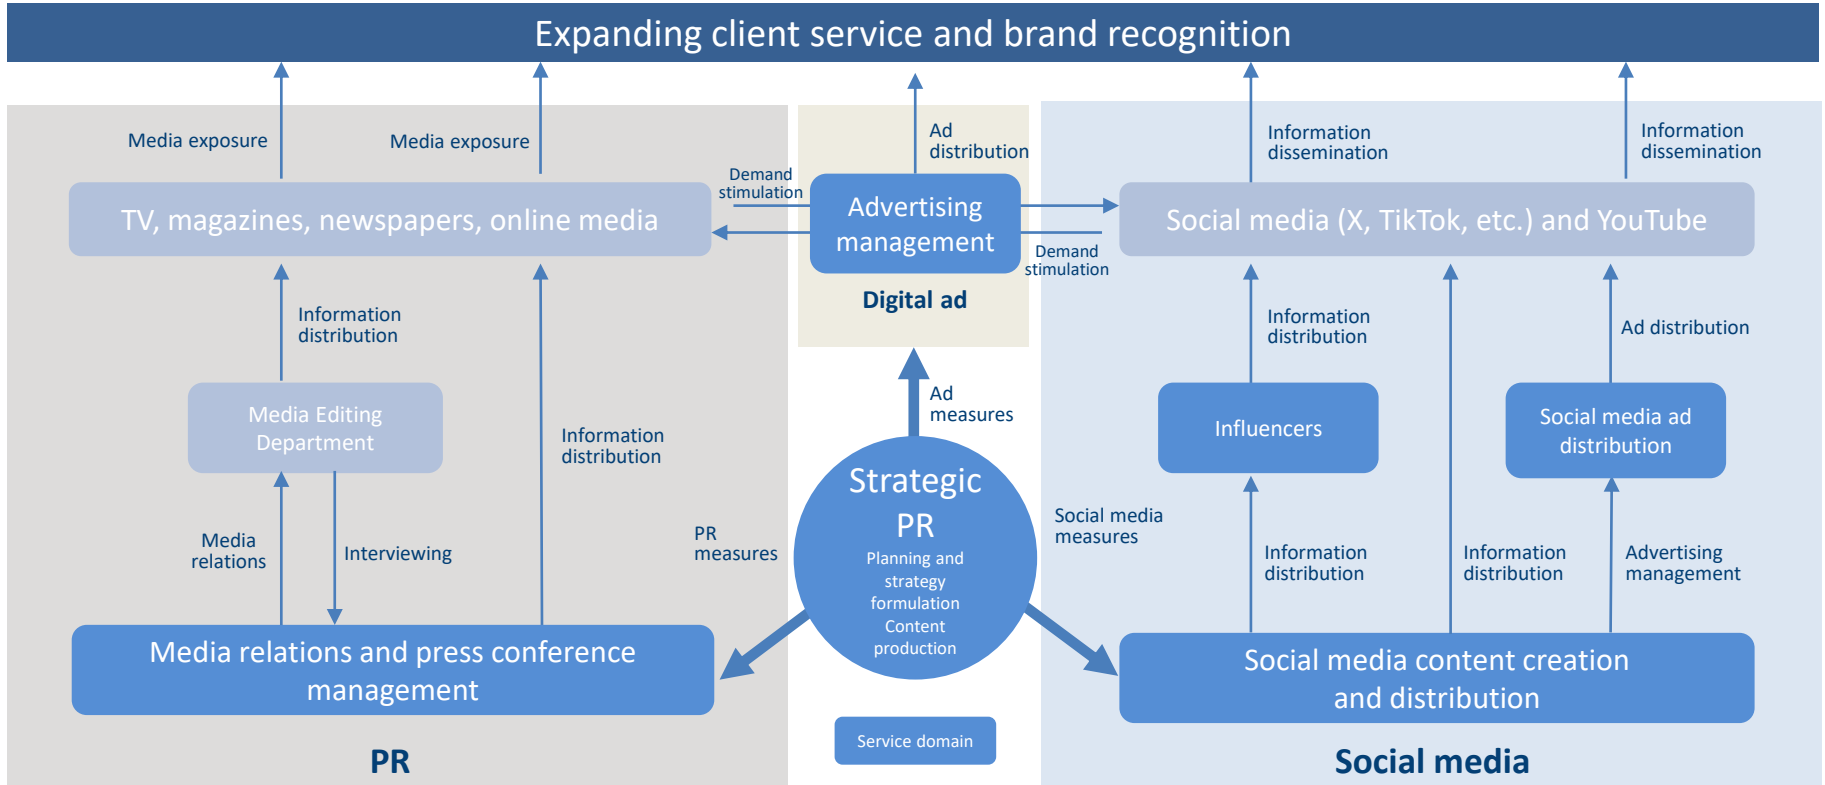 Expanding client service and brand recognition
Media exposure
Media exposure
Ad
distribution
Information
dissemination
Information
dissemination
TV, magazines, newspapers, online media
Demand
stimulation
Advertising
management
Demand
stimulation
Digital ad
Social media (X, TikTok, etc.) and YouTube
Information
distribution
Media Editing
Department
Information
distribution
Media
relations
Interviewing
Media relations and press conference
management
PR
PR
measures
Ad
measures
Strategic
PR
Planning and
strategy
formulation
Content
production
Service domain
Social media
measures
Information
distribution
Ad distribution
Influencers
Social media ad
distribution
Information
distribution
Information
distribution
Advertising
management
Social media content creation
and distribution
Social media